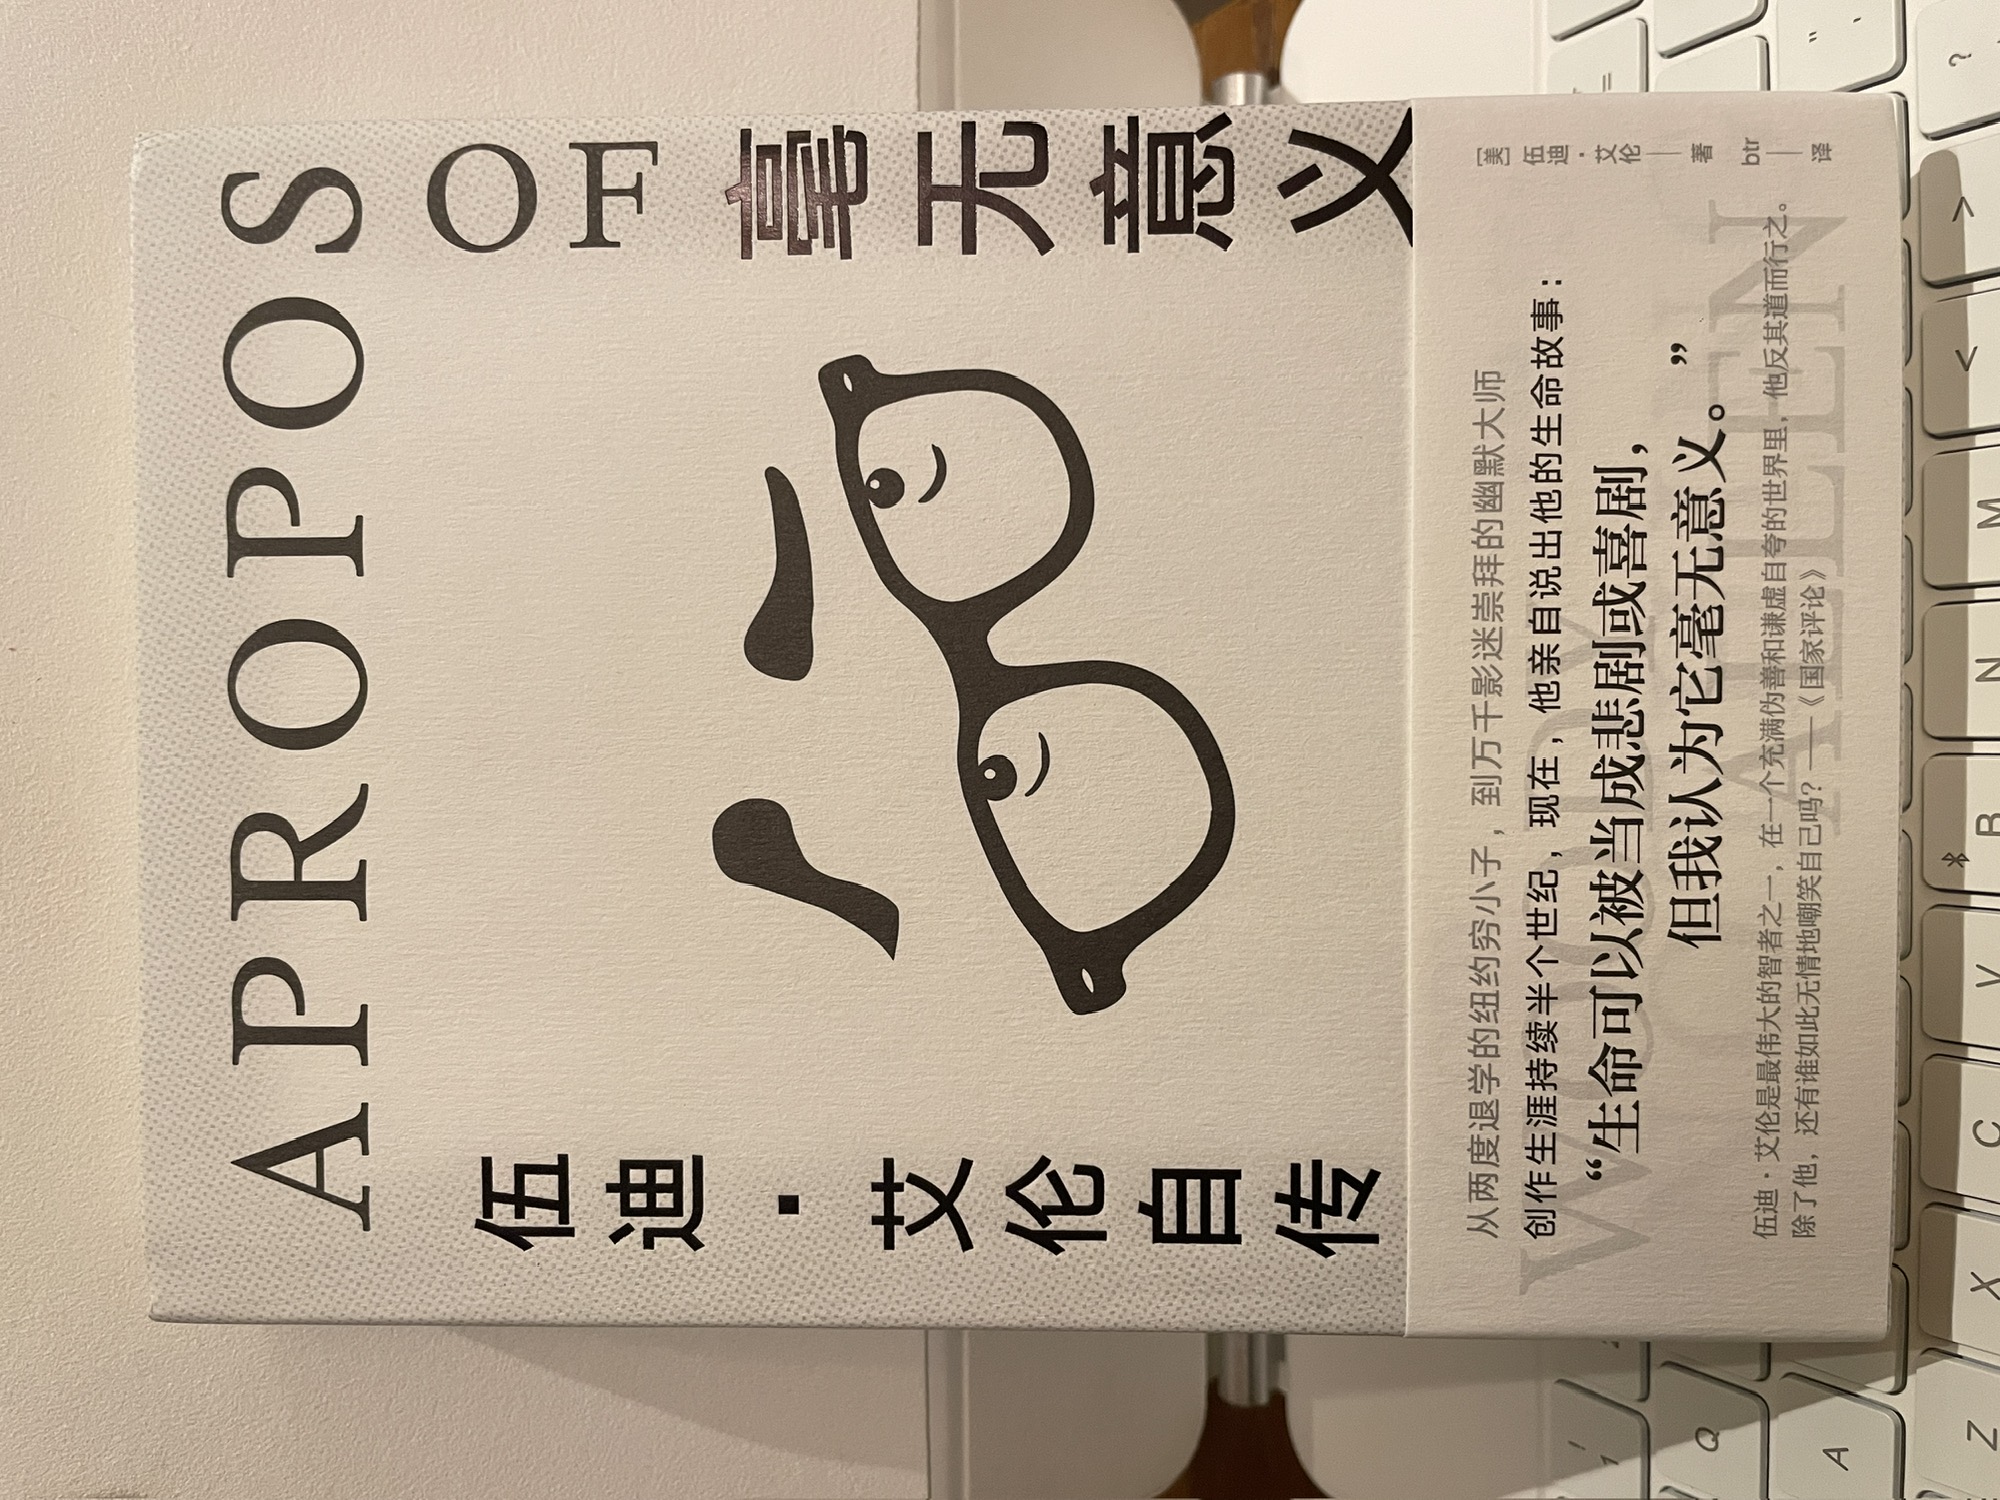 APROPOS
OF
毫无意义
伍迪·艾伦自传
[美] 伍迪·艾伦——著
btr——译
WOODY
ALLEN
从两度退学的纽约穷小子，到万千影迷崇拜的幽默大师
创作生涯持续半个世纪，现在，他亲自说出他的生命故事：
“生命可以被当成悲剧或喜剧，
但我认为它毫无意义。”
伍迪·艾伦是最伟大的智者之一，在一个充满伪善和谦虚自夸的世界里，他反其道而行之。
除了他，还有谁如此无情地嘲笑自己吗？——《国家评论》
Q
A
Z
X
C
V
B
N
M
<
>
?